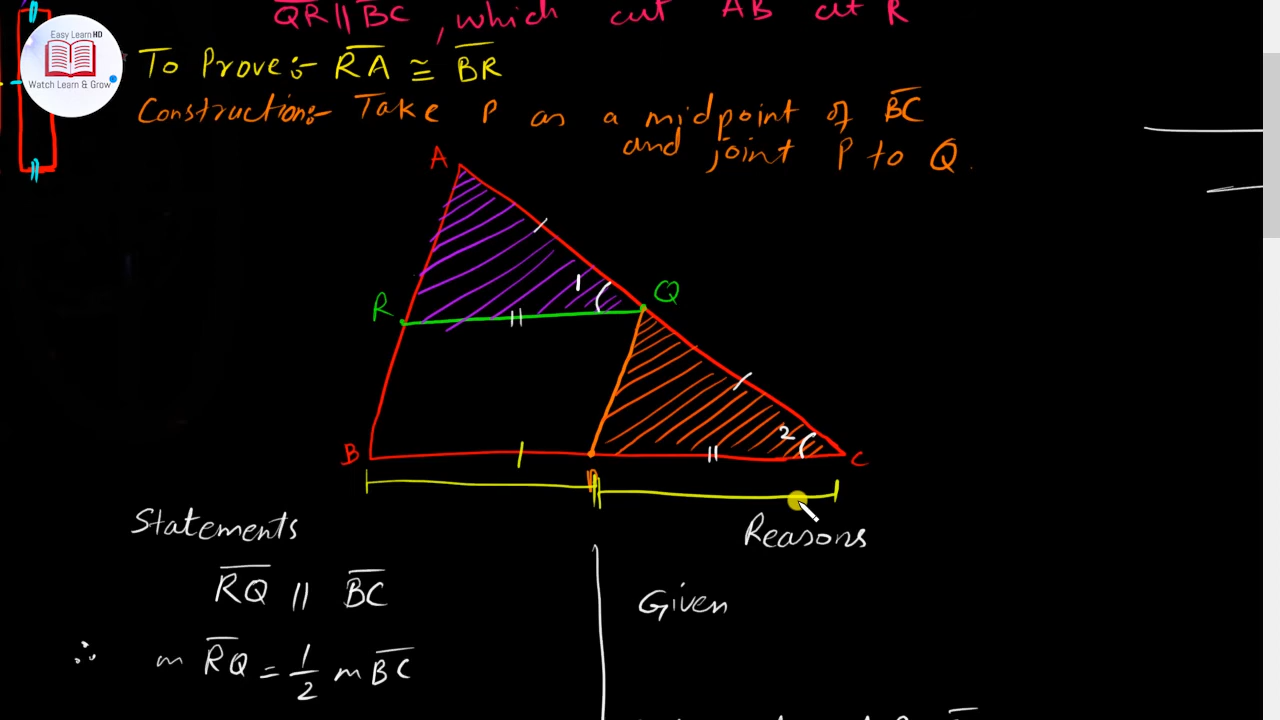 QR || BC, which cut AB at R
Easy Learn HD
Watch Learn & Grow
To Prove:- RA ≅ BR
Construction:- Take P as a midpoint of BC
and joint P to Q.
A
1
Q
R
2
B
P
C
Statements
Reasons
RQ || BC
Given
∴ m RQ = 1/2 m BC